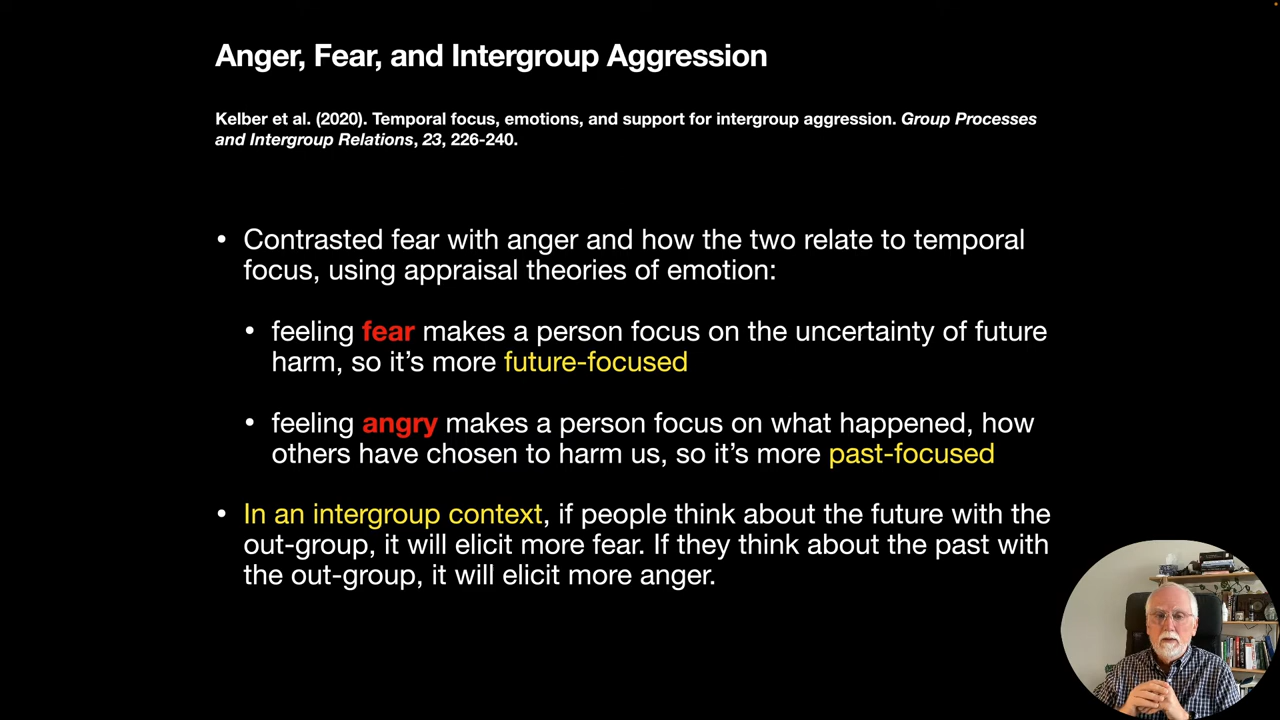 Anger, Fear, and Intergroup Aggression
Kelber et al. (2020). Temporal focus, emotions, and support for intergroup aggression. Group Processes
and Intergroup Relations, 23, 226-240.
• Contrasted fear with anger and how the two relate to temporal
focus, using appraisal theories of emotion:
• feeling fear makes a person focus on the uncertainty of future
harm, so it’s more future-focused
• feeling angry makes a person focus on what happened, how
others have chosen to harm us, so it’s more past-focused
• In an intergroup context, if people think about the future with the
out-group, it will elicit more fear. If they think about the past with
the out-group, it will elicit more anger.